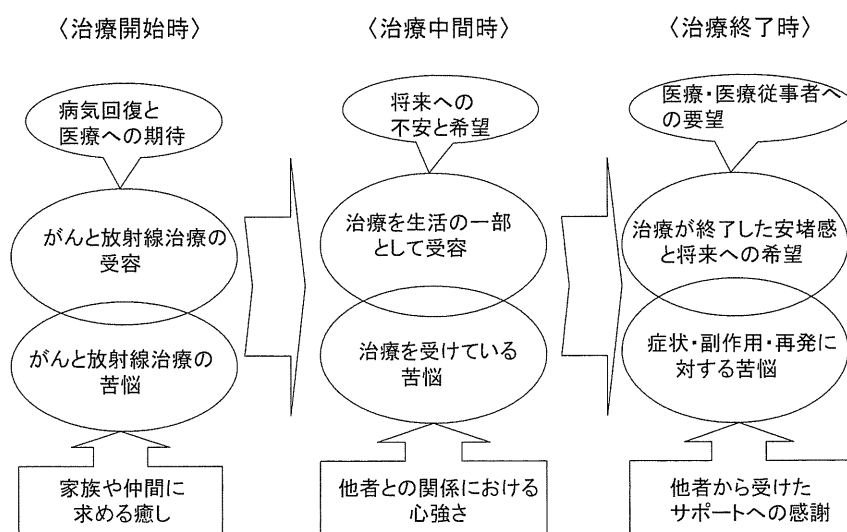 〈治療開始時〉
〈治療中間時〉
〈治療終了時〉
病気回復と
医療への期待
将来への
不安と希望
医療・医療従事者へ
の要望
がんと放射線治療の
受容
治療を生活の一部
として受容
治療が終了した安堵感
と将来への希望
がんと放射線治療の
苦悩
治療を受けている
苦悩
症状・副作用・再発に
対する苦悩
家族や仲間に
求める癒し
他者との関係における
心強さ
他者から受けた
サポートへの感謝